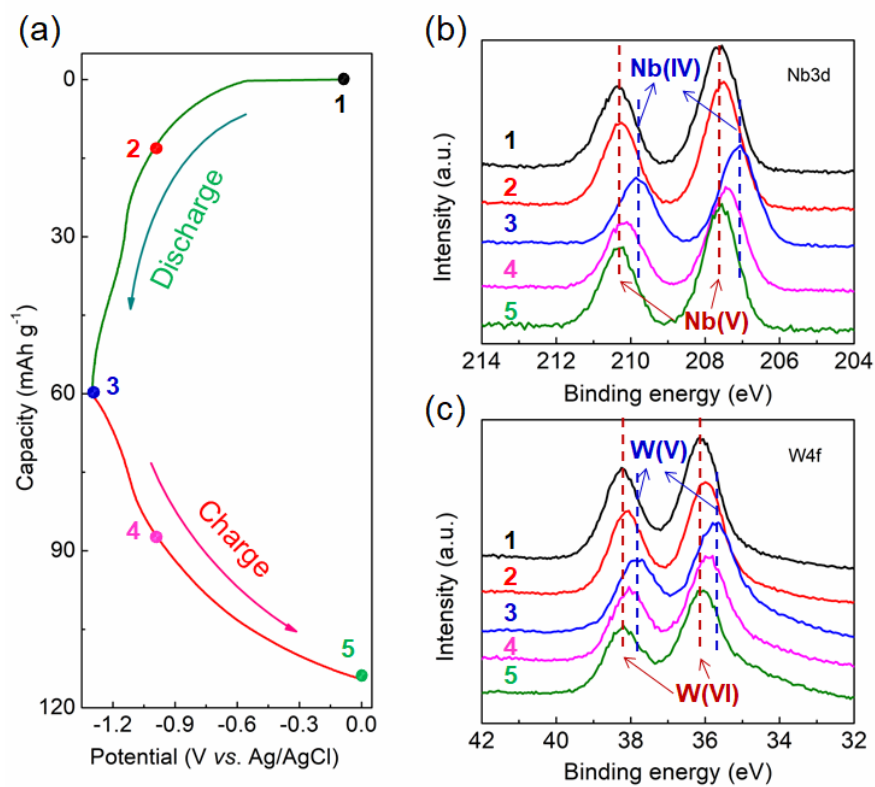 (a)
0
30
60
90
120
Capacity (mAh g⁻¹)
1
2
3
4
5
Discharge
Charge
-1.2 -0.9 -0.6 -0.3 0.0
Potential (V vs. Ag/AgCl)
(b)
Nb3d
Nb(IV)
1
2
3
4
5
Nb(V)
Intensity (a.u.)
214 212 210 208 206 204
Binding energy (eV)
(c)
W4f
W(V)
1
2
3
4
5
W(VI)
Intensity (a.u.)
42 40 38 36 34 32
Binding energy (eV)